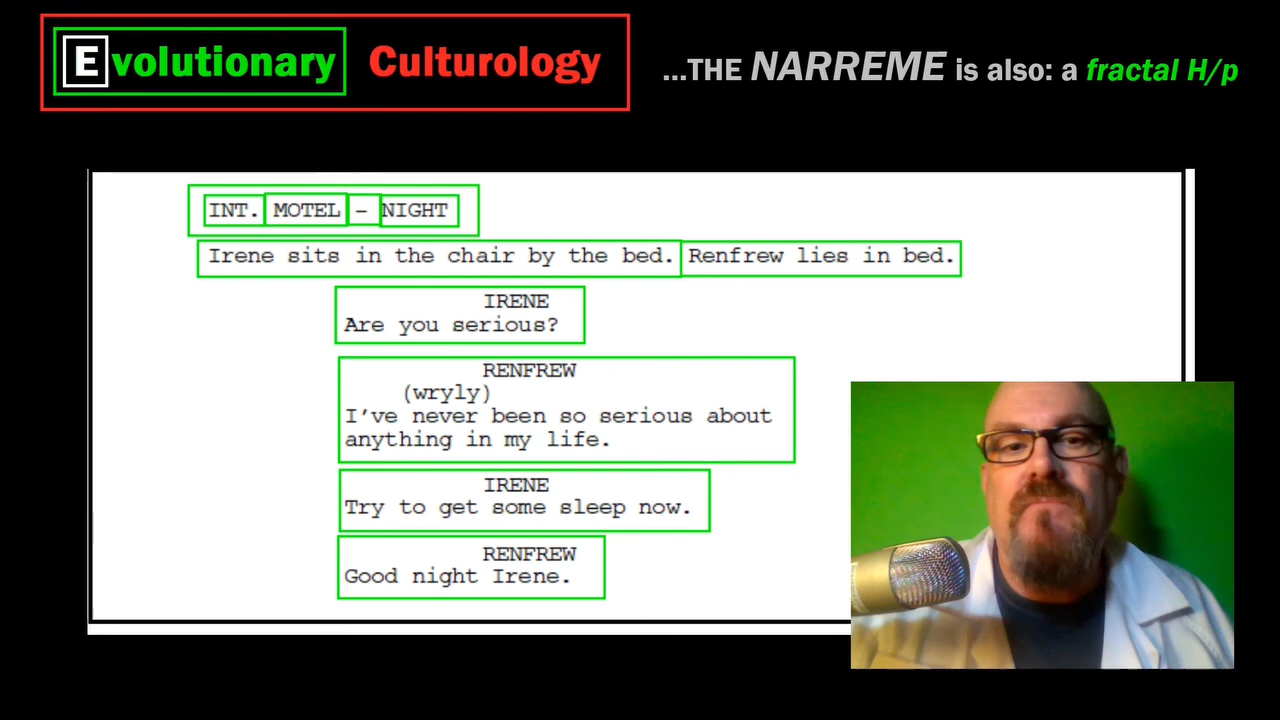 Evolutionary Culturology
...THE NARREME is also: a fractal H/p
INT. MOTEL – NIGHT
Irene sits in the chair by the bed. Renfrew lies in bed.
IRENE
Are you serious?
RENFREW
(wryly)
I’ve never been so serious about
anything in my life.
IRENE
Try to get some sleep now.
RENFREW
Good night Irene.